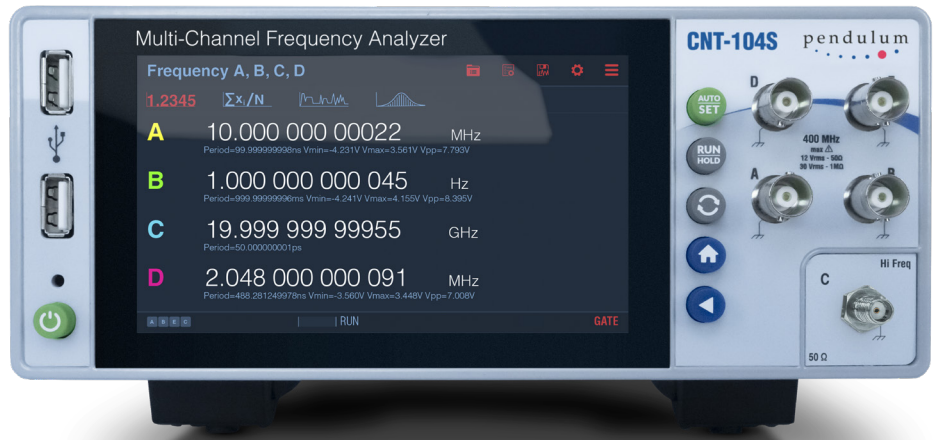 Multi-Channel Frequency Analyzer
CNT-104S
pendulum
Frequency A, B, C, D
1.2345
Σxᵢ/N
A 10.000 000 00022 MHz
Period=99.999999998ns Vmin=-4.231V Vmax=3.561V Vpp=7.793V
B 1.000 000 000 045 Hz
Period=999.99999996ms Vmin=-4.241V Vmax=4.155V Vpp=8.395V
C 19.999 999 99955 GHz
Period=50.000000001ps
D 2.048 000 000 091 MHz
Period=488.281249978ns Vmin=-3.560V Vmax=3.448V Vpp=7.008V
A B E C
RUN
GATE
AUTO
SET
RUN
HOLD
D
E
400 MHz
max ⚠
12 Vrms - 50Ω
30 Vrms - 1MΩ
A
B
Hi Freq
C
50 Ω